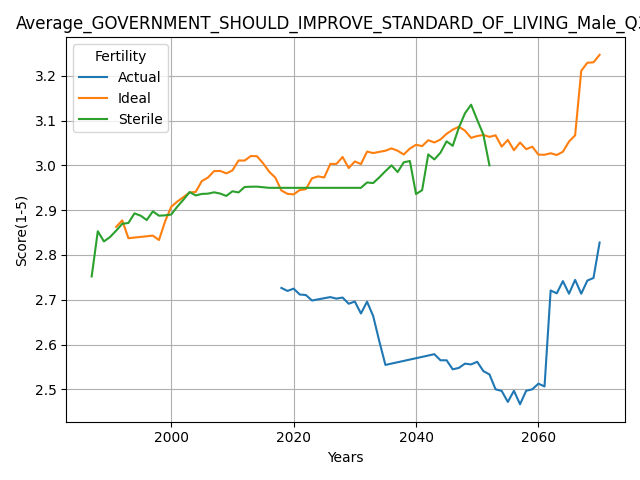 Average_GOVERNMENT_SHOULD_IMPROVE_STANDARD_OF_LIVING_Male_Q3
Fertility
Actual
Ideal
Sterile
3.2
3.1
3.0
2.9
2.8
2.7
2.6
2.5
Score(1-5)
2000 2020 2040 2060
Years